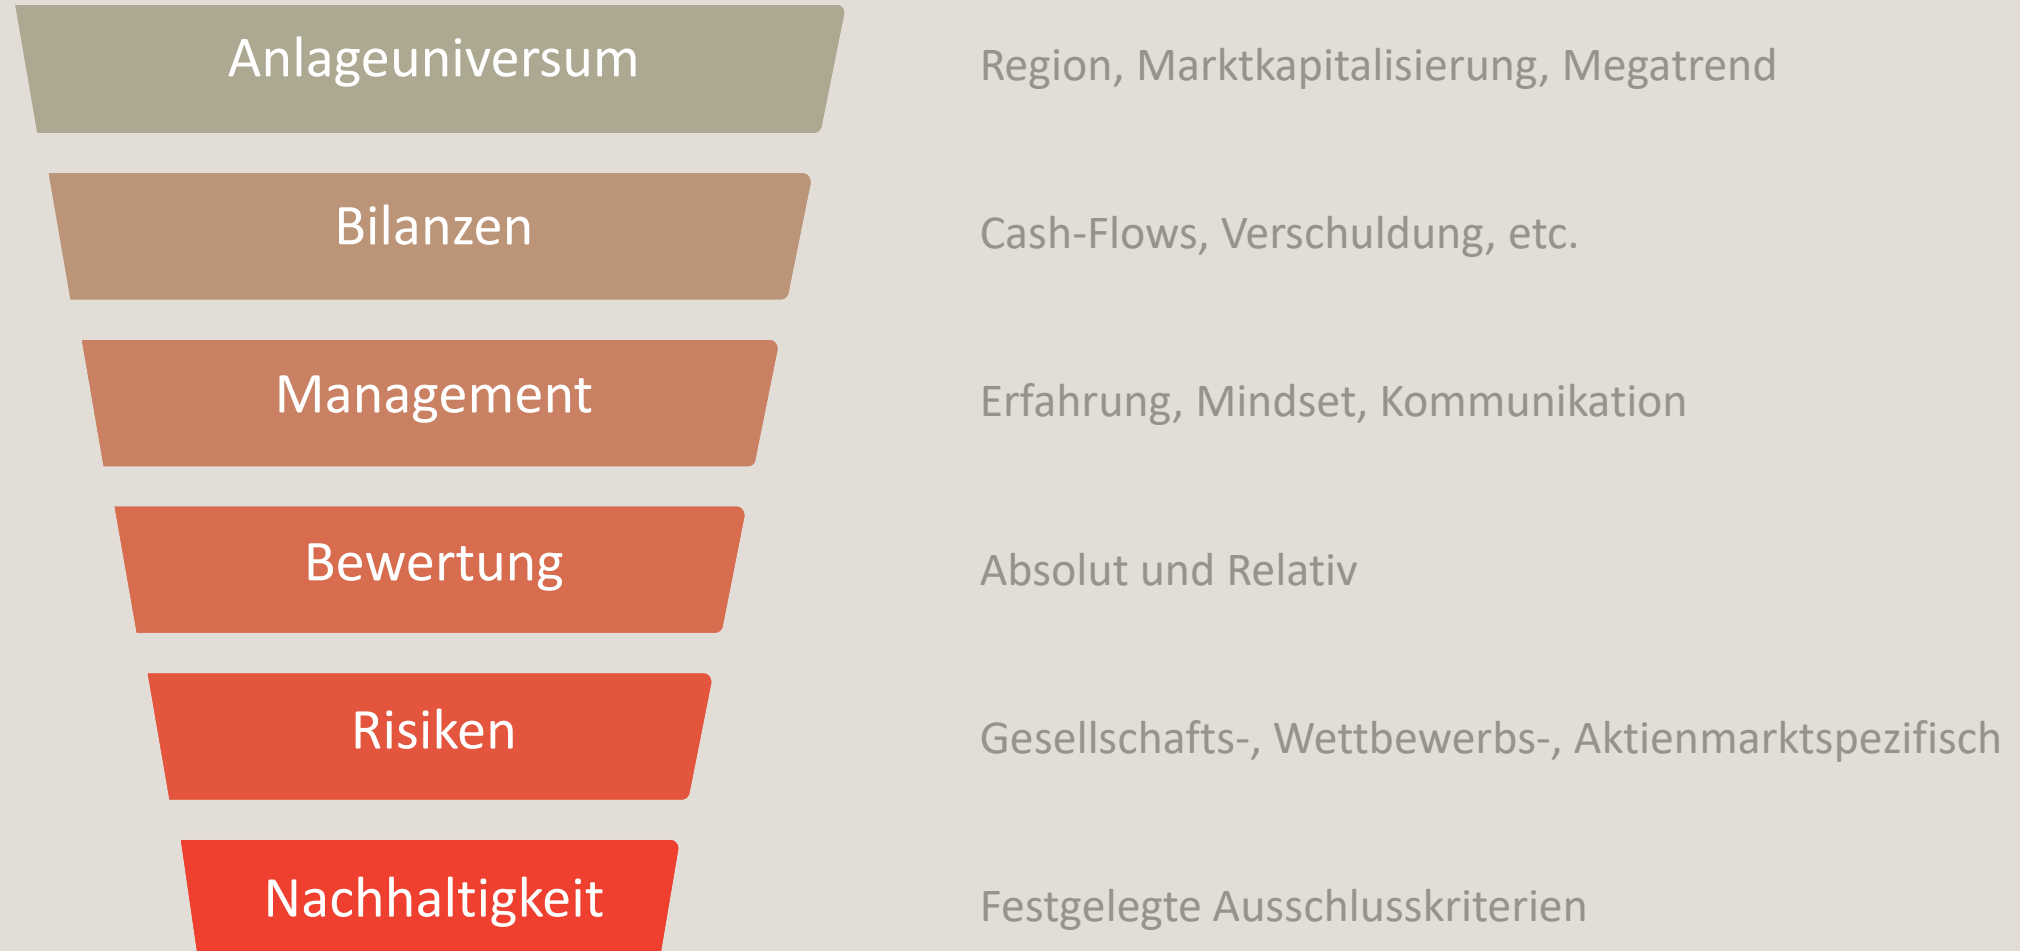 Anlageuniversum
Region, Marktkapitalisierung, Megatrend
Bilanzen
Cash-Flows, Verschuldung, etc.
Management
Erfahrung, Mindset, Kommunikation
Bewertung
Absolut und Relativ
Risiken
Gesellschafts-, Wettbewerbs-, Aktienmarktspezifisch
Nachhaltigkeit
Festgelegte Ausschlusskriterien